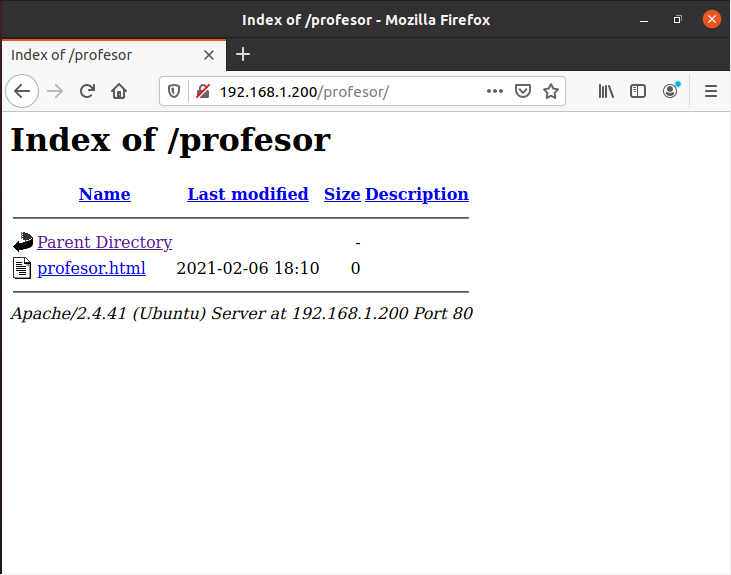 Index of /profesor - Mozilla Firefox
Index of /profesor
192.168.1.200/profesor/
Index of /profesor
Name Last modified Size Description
Parent Directory -
profesor.html 2021-02-06 18:10 0
Apache/2.4.41 (Ubuntu) Server at 192.168.1.200 Port 80